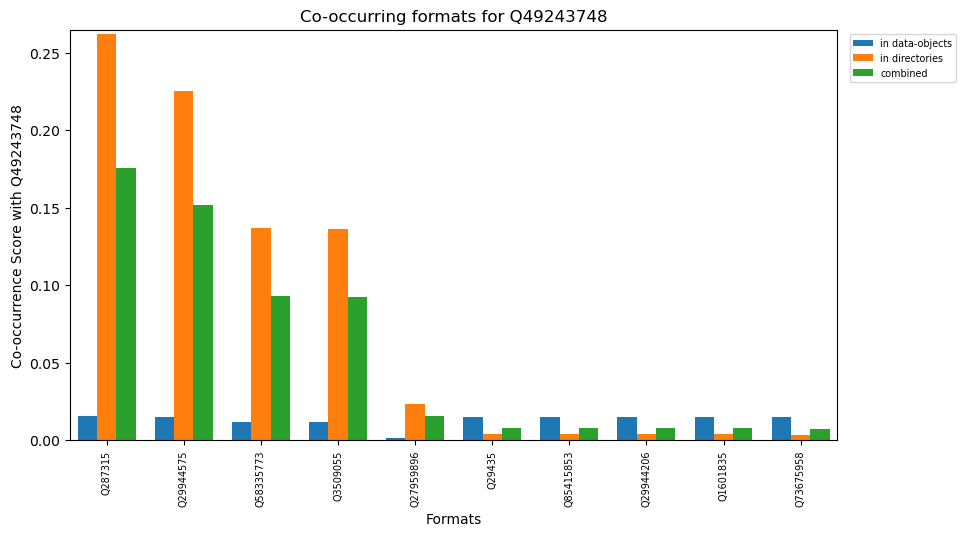 Co-occurring formats for Q49243748
in data-objects
in directories
combined
Co-occurrence Score with Q49243748
0.25
0.20
0.15
0.10
0.05
0.00
Q287315
Q29944575
Q58335773
Q3509055
Q27959896
Q29435
Q85415853
Q29944206
Q1601835
Q73675958
Formats